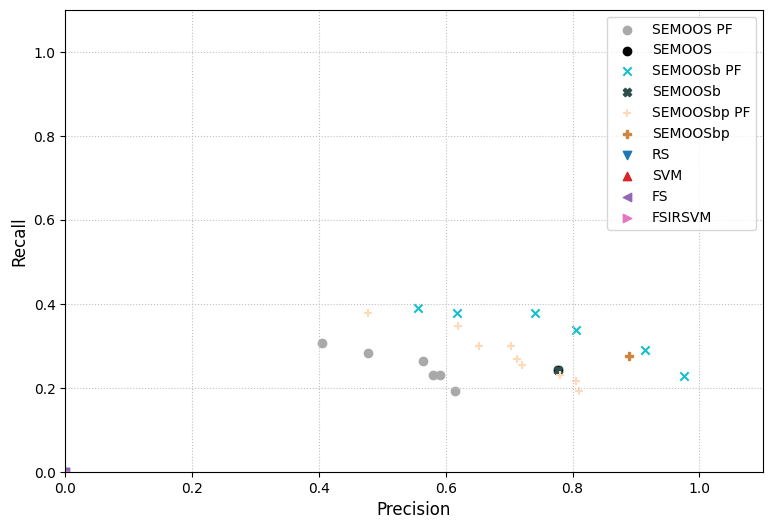 SEMOOS PF
SEMOOS
SEMOOSb PF
SEMOOSb
SEMOOSbp PF
SEMOOSbp
RS
SVM
FS
FSIRSVM
1.0
0.8
0.6
0.4
0.2
0.0
Recall
0.0 0.2 0.4 0.6 0.8 1.0
Precision